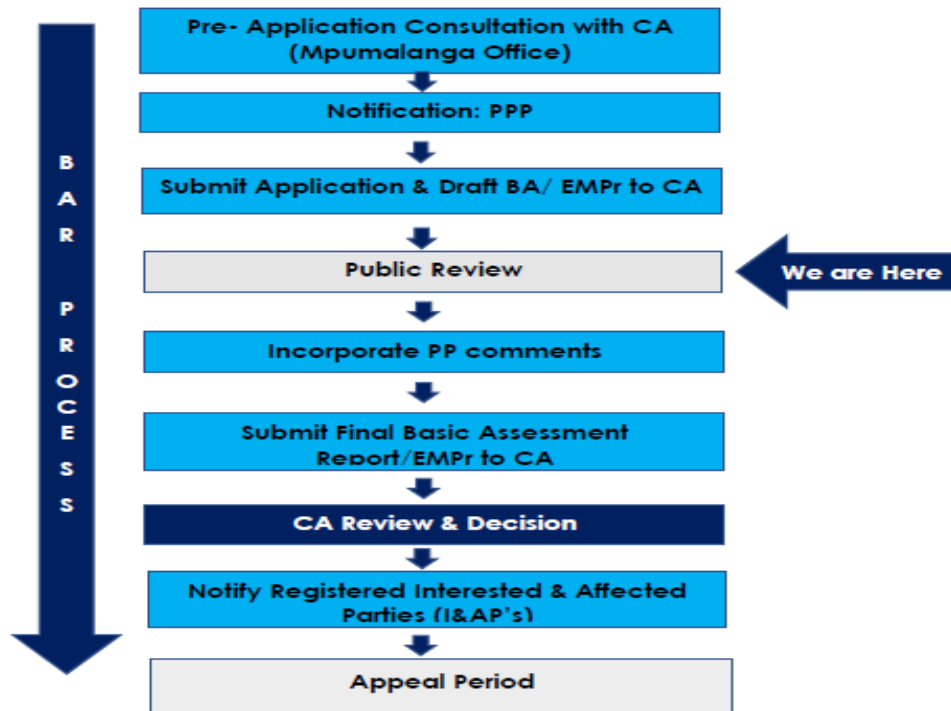 Pre- Application Consultation with CA
(Mpumalanga Office)
Notification: PPP
Submit Application & Draft BA/ EMPr to CA
Public Review
We are Here
Incorporate PP comments
Submit Final Basic Assessment
Report/EMPr to CA
CA Review & Decision
Notify Registered Interested & Affected
Parties (I&AP's)
Appeal Period
BAR PROCESS